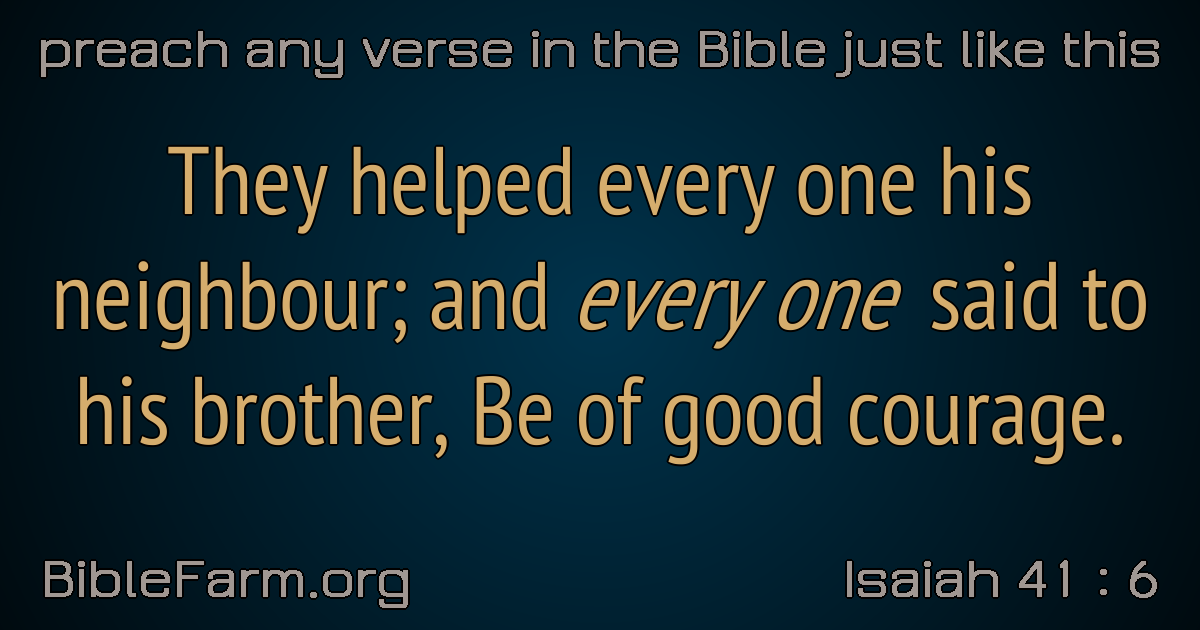 preach any verse in the Bible just like this
They helped every one his
neighbour; and every one said to
his brother, Be of good courage.
BibleFarm.org
Isaiah 41 : 6